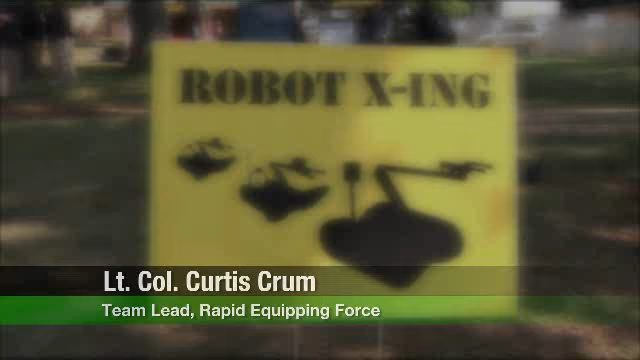 ROBOT X-ING
Lt. Col. Curtis Crum
Team Lead, Rapid Equipping Force